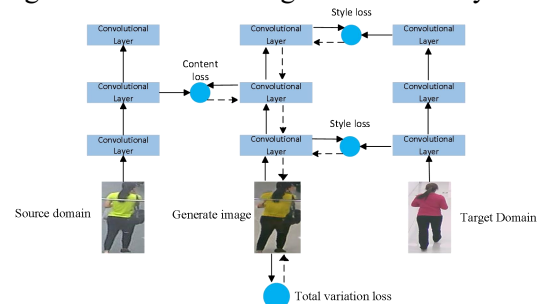 Style loss
Convolutional
Layer
Convolutional
Layer
Convolutional
Layer
Content
loss
Convolutional
Layer
Convolutional
Layer
Convolutional
Layer
Style loss
Convolutional
Layer
Convolutional
Layer
Convolutional
Layer
Source domain
Generate image
Target Domain
Total variation loss